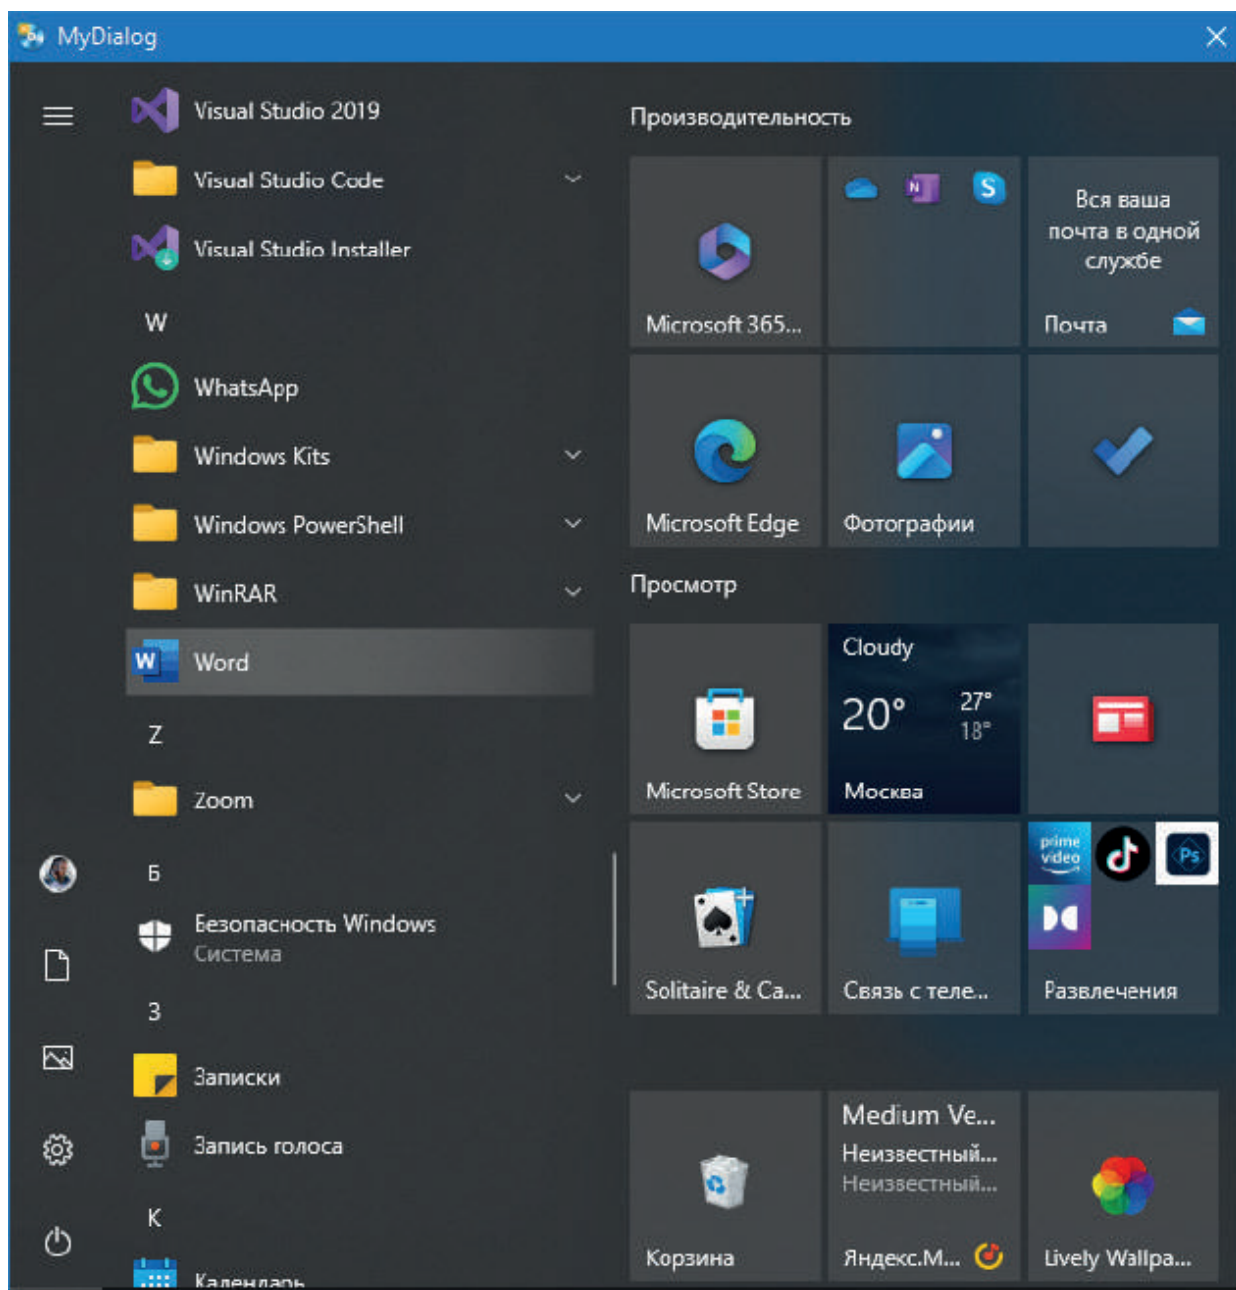 MyDialog
Visual Studio 2019
Visual Studio Code
Visual Studio Installer
W
WhatsApp
Windows Kits
Windows PowerShell
WinRAR
Word
Z
Zoom
Б
Безопасность Windows
Система
З
Записки
Запись голоса
К
Календарь
Производительность
Microsoft 365...
Вся ваша
почта в одной
службе
Почта
Microsoft Edge
Фотографии
Просмотр
Microsoft Store
Cloudy
20°
27°
18°
Москва
Solitaire & Ca...
Связь с теле...
prime
video
Ps
Развлечения
Корзина
Medium Ve...
Неизвестный...
Неизвестный...
Яндекс.М...
Lively Wallpa...